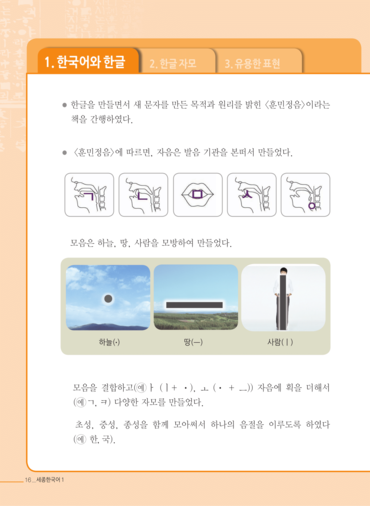 1. 한국어와 한글
2. 한글 자모
3. 유용한 표현
● 한글을 만들면서 새 문자를 만든 목적과 원리를 밝힌 〈훈민정음〉이라는
책을 간행하였다.
● 〈훈민정음〉에 따르면, 자음은 발음 기관을 본떠서 만들었다.
ㄱ ㄴ ㅁ ㅅ ㅇ
모음은 하늘, 땅, 사람을 모방하여 만들었다.
하늘(·) 땅(ㅡ) 사람(ㅣ)
모음을 결합하고(예)ㅏ (ㅣ+ ·), ㅗ (· + ㅡ)) 자음에 획을 더해서
(예)ㄱ, ㅋ) 다양한 자모를 만들었다.
초성, 중성, 종성을 함께 모아써서 하나의 음절을 이루도록 하였다
(예) 한, 국).
16_세종한국어 1